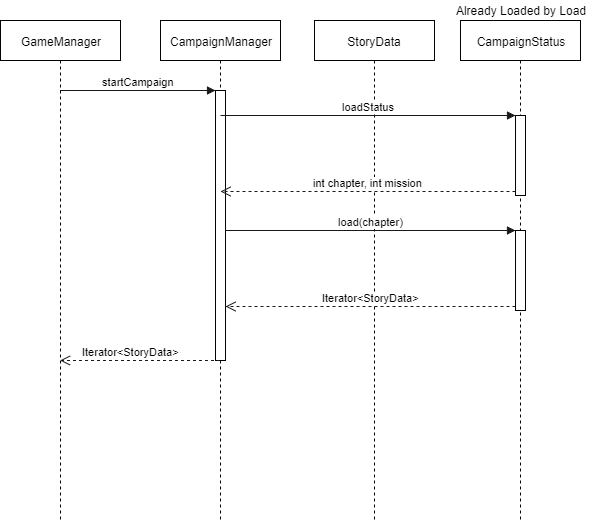 Already Loaded by Load
GameManager
CampaignManager
StoryData
CampaignStatus
startCampaign
loadStatus
int chapter, int mission
load(chapter)
Iterator<StoryData>
Iterator<StoryData>